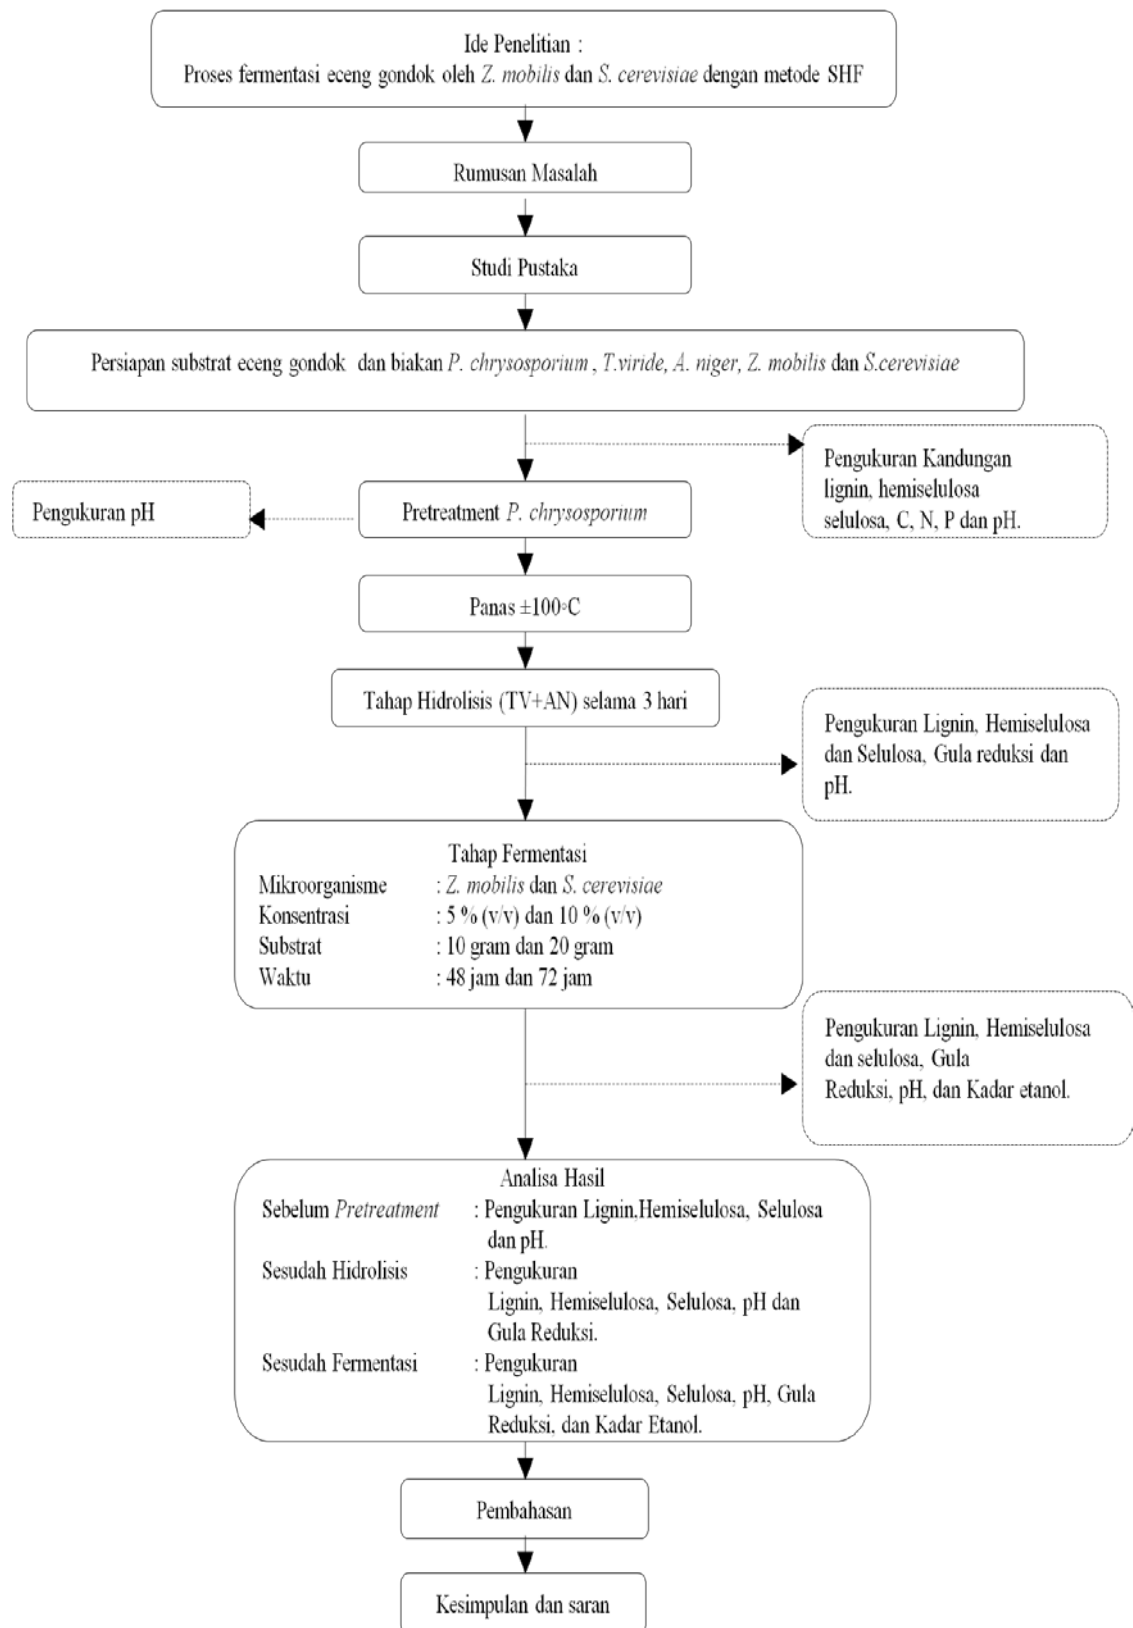 Ide Penelitian :
Proses fermentasi eceng gondok oleh Z. mobilis dan S. cerevisiae dengan metode SHF
Rumusan Masalah
Studi Pustaka
Persiapan substrat eceng gondok dan biakan P. chrysosporium , T.viride, A. niger, Z. mobilis dan S.cerevisiae
Pengukuran Kandungan
lignin, hemiselulosa
selulosa, C, N, P dan pH.
Pengukuran pH
Pretreatment P. chrysosporium
Panas ±100◦C
Tahap Hidrolisis (TV+AN) selama 3 hari
Pengukuran Lignin, Hemiselulosa
dan Selulosa, Gula reduksi dan
pH.
Tahap Fermentasi
Mikroorganisme : Z. mobilis dan S. cerevisiae
Konsentrasi : 5 % (v/v) dan 10 % (v/v)
Substrat : 10 gram dan 20 gram
Waktu : 48 jam dan 72 jam
Pengukuran Lignin, Hemiselulosa
dan selulosa, Gula
Reduksi, pH, dan Kadar etanol.
Analisa Hasil
Sebelum Pretreatment : Pengukuran Lignin,Hemiselulosa, Selulosa
dan pH.
Sesudah Hidrolisis : Pengukuran
Lignin, Hemiselulosa, Selulosa, pH dan
Gula Reduksi.
Sesudah Fermentasi : Pengukuran
Lignin, Hemiselulosa, Selulosa, pH, Gula
Reduksi, dan Kadar Etanol.
Pembahasan
Kesimpulan dan saran